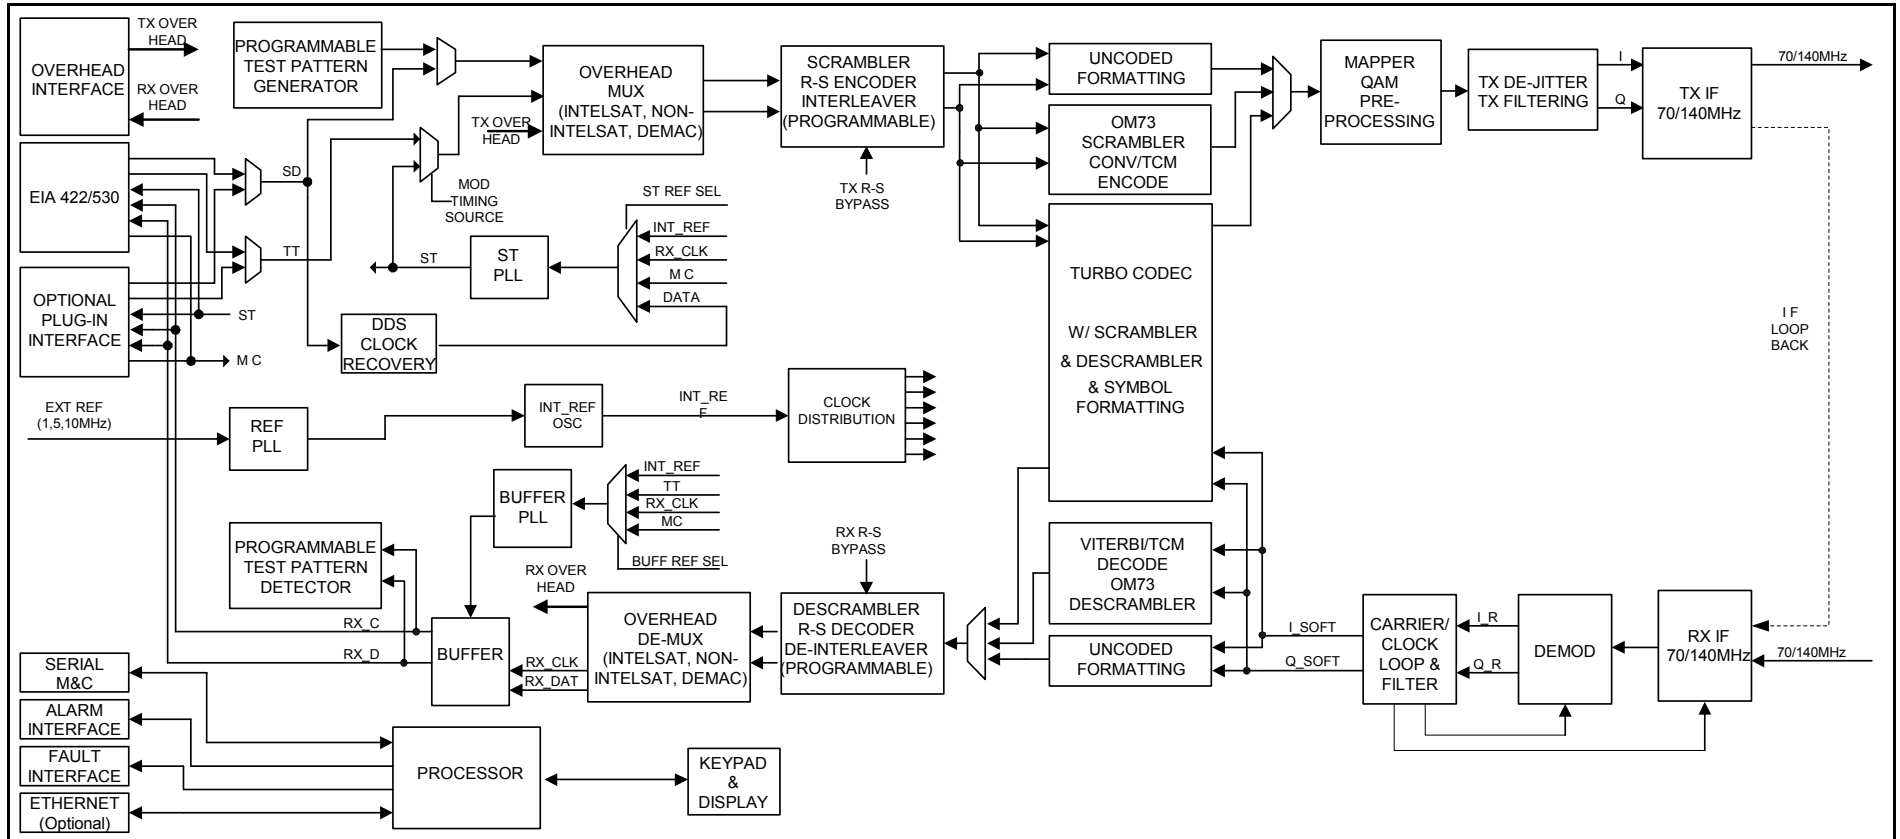 TX OVER
HEAD
OVERHEAD
INTERFACE
RX OVER
HEAD
PROGRAMMABLE
TEST PATTERN
GENERATOR
OVERHEAD
MUX
(INTELSAT, NON-
INTELSAT, DEMAC)
TX OVER
HEAD
SCRAMBLER
R-S ENCODER
INTERLEAVER
(PROGRAMMABLE)
TX R-S
BYPASS
UNCODED
FORMATTING
OM73
SCRAMBLER
CONV/TCM
ENCODE
MAPPER
QAM
PRE-
PROCESSING
TX DE-JITTER
TX FILTERING
I
Q
TX IF
70/140MHz
70/140MHz
EIA 422/530
SD
TT
MOD
TIMING
SOURCE
ST REF SEL
INT_REF
RX_CLK
M C
DATA
ST
PLL
ST
OPTIONAL
PLUG-IN
INTERFACE
ST
M C
DDS
CLOCK
RECOVERY
TURBO CODEC
W/ SCRAMBLER
& DESCRAMBLER
& SYMBOL
FORMATTING
I F
LOOP
BACK
EXT REF
(1,5,10MHz)
REF
PLL
INT_REF
OSC
INT_RE
F
CLOCK
DISTRIBUTION
BUFFER
PLL
INT_REF
TT
RX_CLK
MC
BUFF REF SEL
PROGRAMMABLE
TEST PATTERN
DETECTOR
RX OVER
HEAD
RX R-S
BYPASS
VITERBI/TCM
DECODE
OM73
DESCRAMBLER
RX_C
RX_D
BUFFER
RX_CLK
RX_DAT
OVERHEAD
DE-MUX
(INTELSAT, NON-
INTELSAT, DEMAC)
DESCRAMBLER
R-S DECODER
DE-INTERLEAVER
(PROGRAMMABLE)
UNCODED
FORMATTING
I_SOFT
Q_SOFT
CARRIER/
CLOCK
LOOP &
FILTER
I_R
Q_R
DEMOD
RX IF
70/140MHz
70/140MHz
SERIAL
M&C
ALARM
INTERFACE
FAULT
INTERFACE
ETHERNET
(Optional)
PROCESSOR
KEYPAD
&
DISPLAY